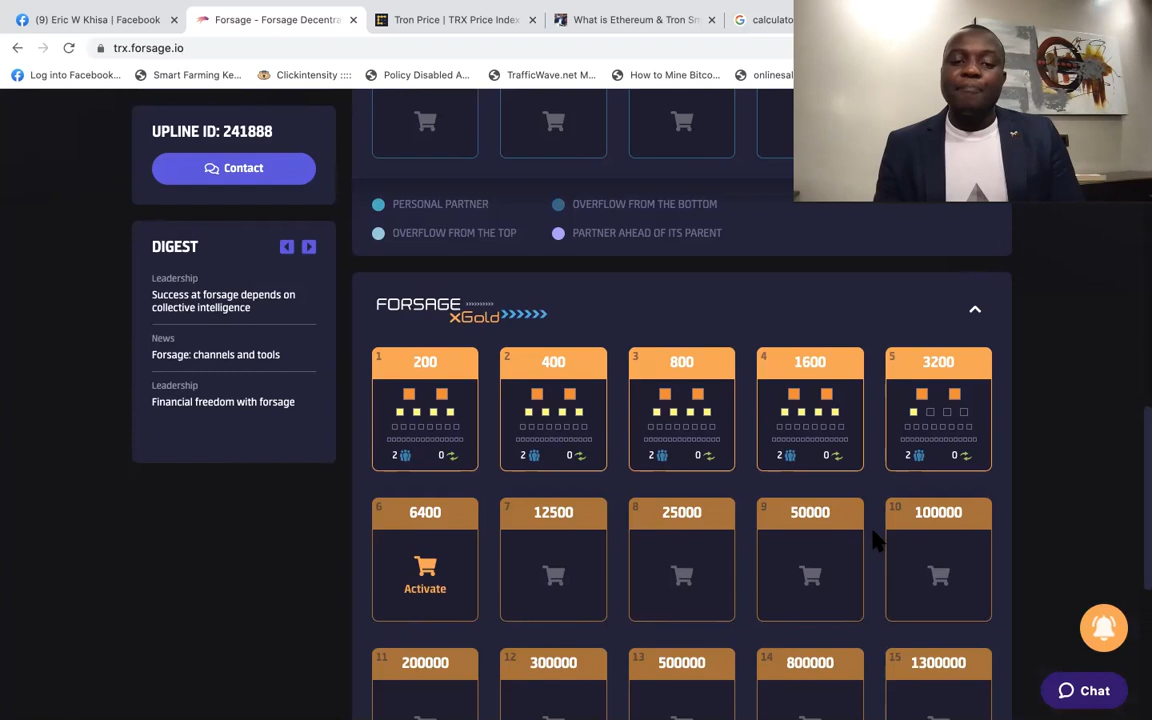 (9) Eric W Khisa | Facebook
Forsage - Forsage Decentra
Tron Price | TRX Price Index
What is Ethereum & Tron Sm
calculato
trx.forsage.io
Log into Facebook...
Smart Farming Ke...
Clickintensity ::::
Policy Disabled A...
TrafficWave.net M...
How to Mine Bitco...
onlinesal
UPLINE ID: 241888
Contact
PERSONAL PARTNER
OVERFLOW FROM THE BOTTOM
OVERFLOW FROM THE TOP
PARTNER AHEAD OF ITS PARENT
DIGEST
Leadership
Success at forsage depends on
collective intelligence
News
Forsage: channels and tools
Leadership
Financial freedom with forsage
FORSAGE
xGold
1 200
2 400
3 800
4 1600
5 3200
2 0
2 0
2 0
2 0
2 0
6 6400
7 12500
8 25000
9 50000
10 100000
Activate
11 200000
12 300000
13 500000
14 800000
15 1300000
Chat